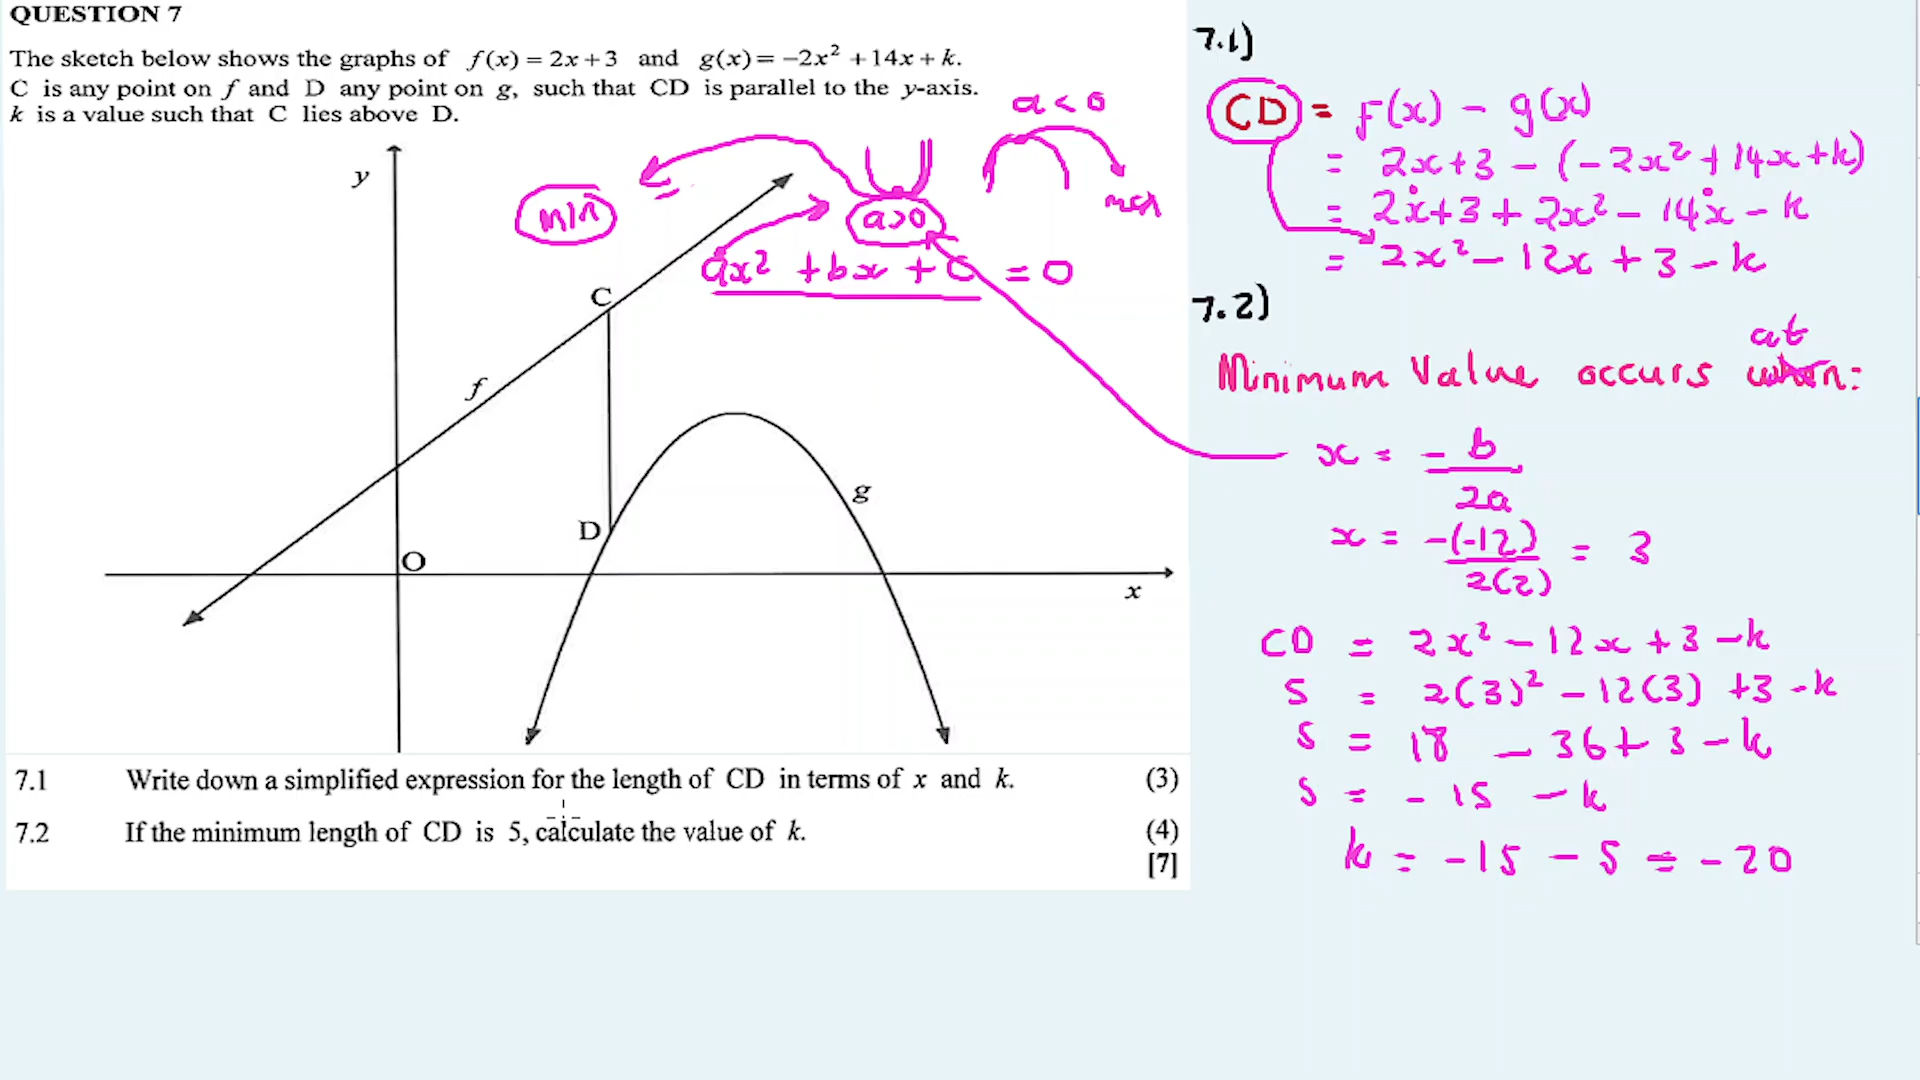 QUESTION 7
The sketch below shows the graphs of f(x) = 2x+3 and g(x) = −2x² +14x + k.
C is any point on f and D any point on g, such that CD is parallel to the y-axis.
k is a value such that C lies above D.
a < 0
y
min
a>0
max
ax² + bx + c = 0
C
f
g
D
O
x
7.1 Write down a simplified expression for the length of CD in terms of x and k. (3)
7.2 If the minimum length of CD is 5, calculate the value of k. (4)
[7]
7.1)
CD = f(x) − g(x)
= 2x+3 − (−2x² + 14x + k)
= 2x+3 + 2x² − 14x − k
= 2x² − 12x + 3 − k
7.2)
at
Minimum Value occurs when:
x = − b
2a
x = −(−12) = 3
2(2)
CD = 2x² − 12x + 3 − k
5 = 2(3)² − 12(3) + 3 − k
5 = 18 − 36 + 3 − k
5 = − 15 − k
k = −15 − 5 = − 20